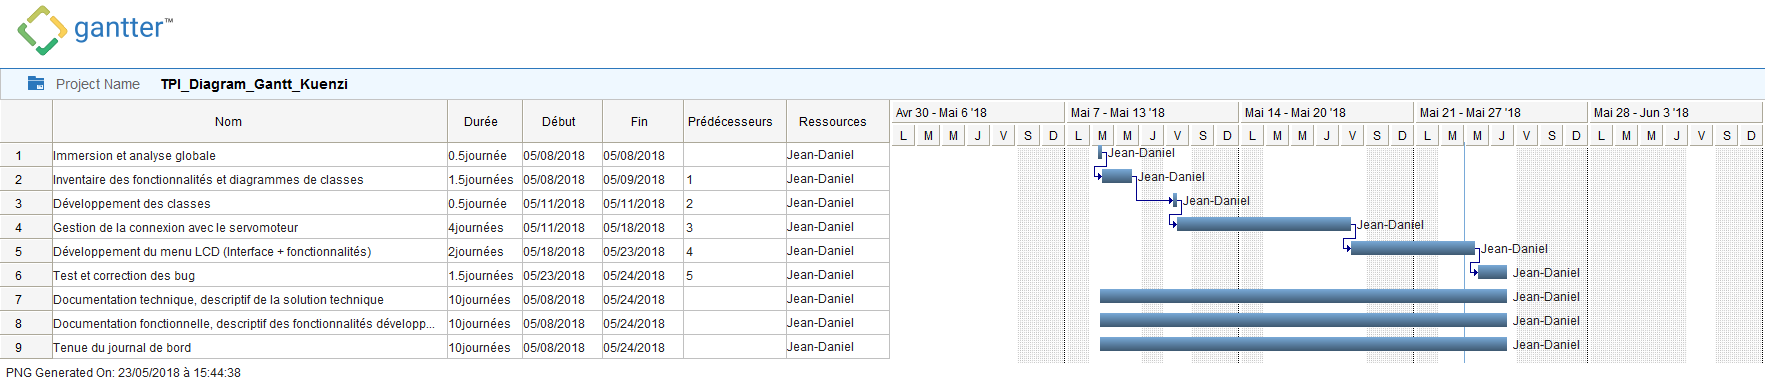 gantter™
Project Name TPI_Diagram_Gantt_Kuenzi
Nom Durée Début Fin Prédécesseurs Ressources
Avr 30 - Mai 6 '18 Mai 7 - Mai 13 '18 Mai 14 - Mai 20 '18 Mai 21 - Mai 27 '18 Mai 28 - Jun 3 '18
L M M J V S D L M M J V S D L M M J V S D L M M J V S D L M M J V S D
1 Immersion et analyse globale 0.5journée 05/08/2018 05/08/2018 Jean-Daniel Jean-Daniel
2 Inventaire des fonctionnalités et diagrammes de classes 1.5journées 05/08/2018 05/09/2018 1 Jean-Daniel Jean-Daniel
3 Développement des classes 0.5journée 05/11/2018 05/11/2018 2 Jean-Daniel Jean-Daniel
4 Gestion de la connexion avec le servomoteur 4journées 05/11/2018 05/18/2018 3 Jean-Daniel Jean-Daniel
5 Développement du menu LCD (Interface + fonctionnalités) 2journées 05/18/2018 05/23/2018 4 Jean-Daniel Jean-Daniel
6 Test et correction des bug 1.5journées 05/23/2018 05/24/2018 5 Jean-Daniel Jean-Daniel
7 Documentation technique, descriptif de la solution technique 10journées 05/08/2018 05/24/2018 Jean-Daniel Jean-Daniel
8 Documentation fonctionnelle, descriptif des fonctionnalités développ... 10journées 05/08/2018 05/24/2018 Jean-Daniel Jean-Daniel
9 Tenue du journal de bord 10journées 05/08/2018 05/24/2018 Jean-Daniel Jean-Daniel
PNG Generated On: 23/05/2018 à 15:44:38